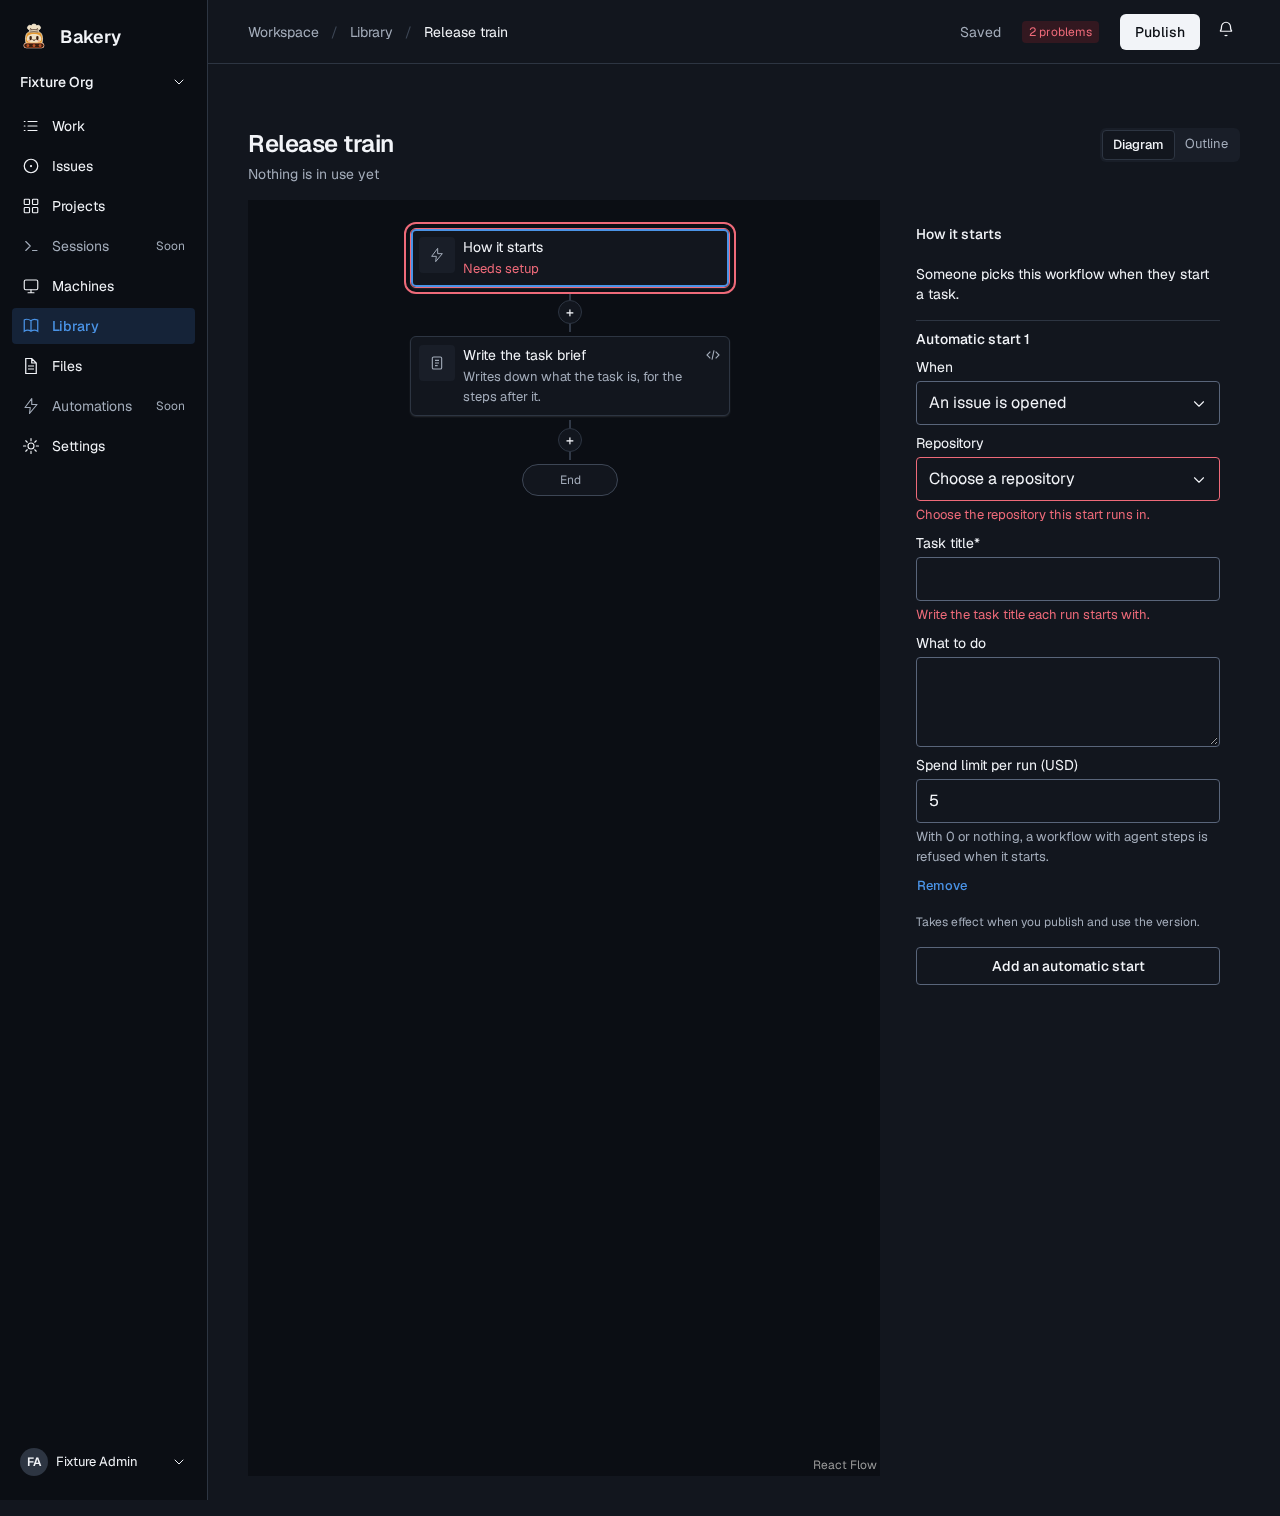 Bakery
Workspace / Library / Release train
Saved
2 problems
Publish
Fixture Org
Work
Issues
Projects
Sessions Soon
Machines
Library
Files
Automations Soon
Settings
FA Fixture Admin
Release train
Nothing is in use yet
Diagram Outline
How it starts
Needs setup
+
Write the task brief
Writes down what the task is, for the
steps after it.
+
End
React Flow
How it starts
Someone picks this workflow when they start
a task.
Automatic start 1
When
An issue is opened
Repository
Choose a repository
Choose the repository this start runs in.
Task title*
Write the task title each run starts with.
What to do
Spend limit per run (USD)
5
With 0 or nothing, a workflow with agent steps is
refused when it starts.
Remove
Takes effect when you publish and use the version.
Add an automatic start